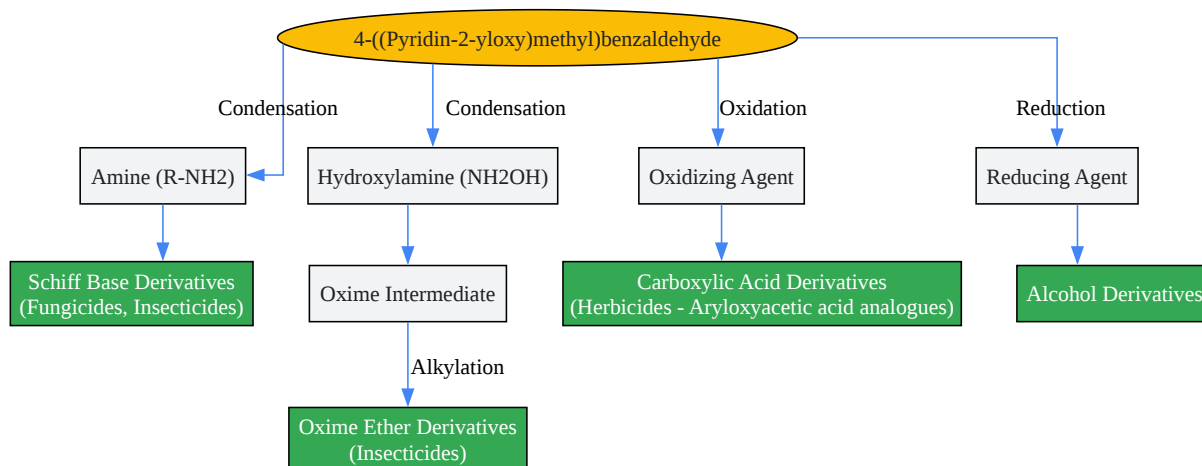 4-((Pyridin-2-yloxy)methyl)benzaldehyde
Condensation
Condensation
Oxidation
Reduction
Amine (R-NH2)
Hydroxylamine (NH2OH)
Oxidizing Agent
Reducing Agent
Schiff Base Derivatives
(Fungicides, Insecticides)
Oxime Intermediate
Carboxylic Acid Derivatives
(Herbicides - Aryloxyacetic acid analogues)
Alcohol Derivatives
Alkylation
Oxime Ether Derivatives
(Insecticides)